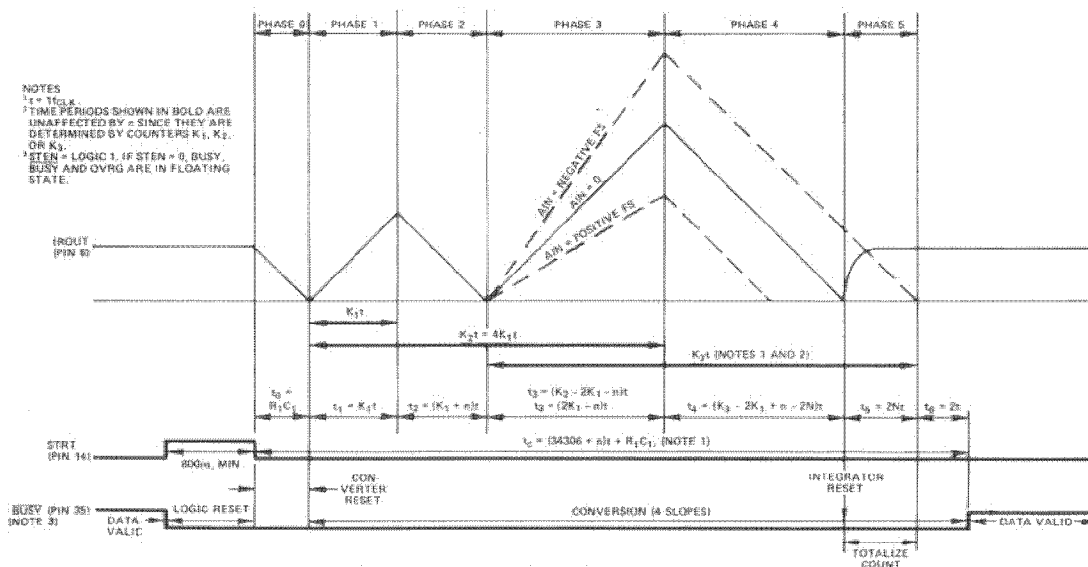 PHASE 0 PHASE 1 PHASE 2 PHASE 3 PHASE 4 PHASE 5
NOTES
1 t = 1/fCLK.
2 TIME PERIODS SHOWN IN BOLD ARE
UNAFFECTED BY n SINCE THEY ARE
DETERMINED BY COUNTERS K1, K2,
OR K3.
3 STEN = LOGIC 1. IF STEN = 0, BUSY,
BUSY AND OVRG ARE IN FLOATING
STATE.
AIN = NEGATIVE FS
AIN = 0
AIN = POSITIVE FS
IROUT
(PIN 6)
K1t
K2t = 4K1t
K3t (NOTES 1 AND 2)
t0 =
R1C1
t1 = K1t
t2 = (K1 + n)t
t3 = (K2 - 2K1 - n)t
t3 = (2K1 - n)t
t4 = (K3 - 2K1 + n - 2N)t
t5 = 2Nt
t6 = 2t
STRT
(PIN 14)
tc = (34306 + n)t + R1C1, (NOTE 1)
800ns, MIN
CON-
VERTER
RESET
INTEGRATOR
RESET
BUSY (PIN 35)
(NOTE 3)
DATA
VALID
LOGIC RESET
CONVERSION (4 SLOPES)
DATA VALID
TOTALIZE
COUNT